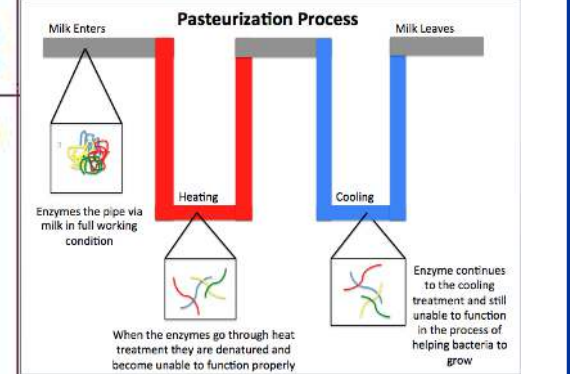 Pasteurization Process
Milk Enters
Milk Leaves
Heating
Cooling
Enzymes the pipe via
milk in full working
condition
When the enzymes go through heat
treatment they are denatured and
become unable to function properly
Enzyme continues
to the cooling
treatment and still
unable to function
in the process of
helping bacteria to
grow